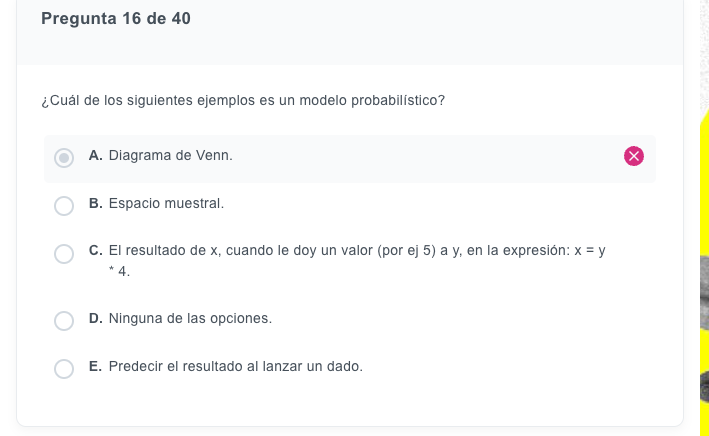 Pregunta 16 de 40
¿Cuál de los siguientes ejemplos es un modelo probabilístico?
A. Diagrama de Venn.
B. Espacio muestral.
C. El resultado de x, cuando le doy un valor (por ej 5) a y, en la expresión: x = y
* 4.
D. Ninguna de las opciones.
E. Predecir el resultado al lanzar un dado.